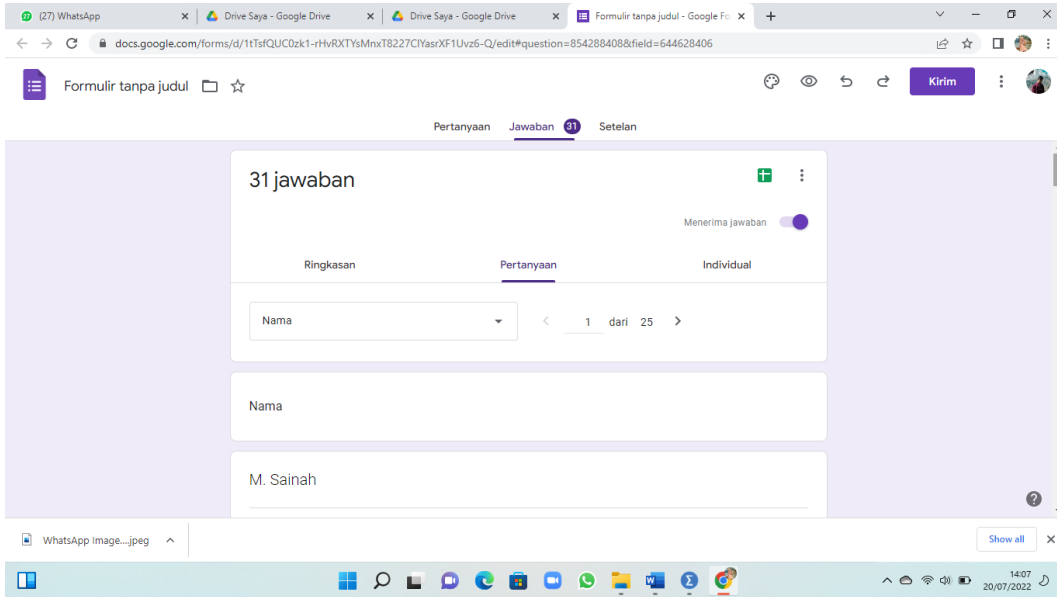 (27) WhatsApp
Drive Saya - Google Drive
Drive Saya - Google Drive
Formulir tanpa judul - Google Fo
docs.google.com/forms/d/1tTsfQUC0zk1-rHvRXTYsMnxT8227ClYasrXF1Uvz6-Q/edit#question=854288408&field=644628406
Formulir tanpa judul
Kirim
Pertanyaan Jawaban 31 Setelan
31 jawaban
Menerima jawaban
Ringkasan Pertanyaan Individual
Nama 1 dari 25
Nama
M. Sainah
WhatsApp Image....jpeg
Show all
14:07
20/07/2022